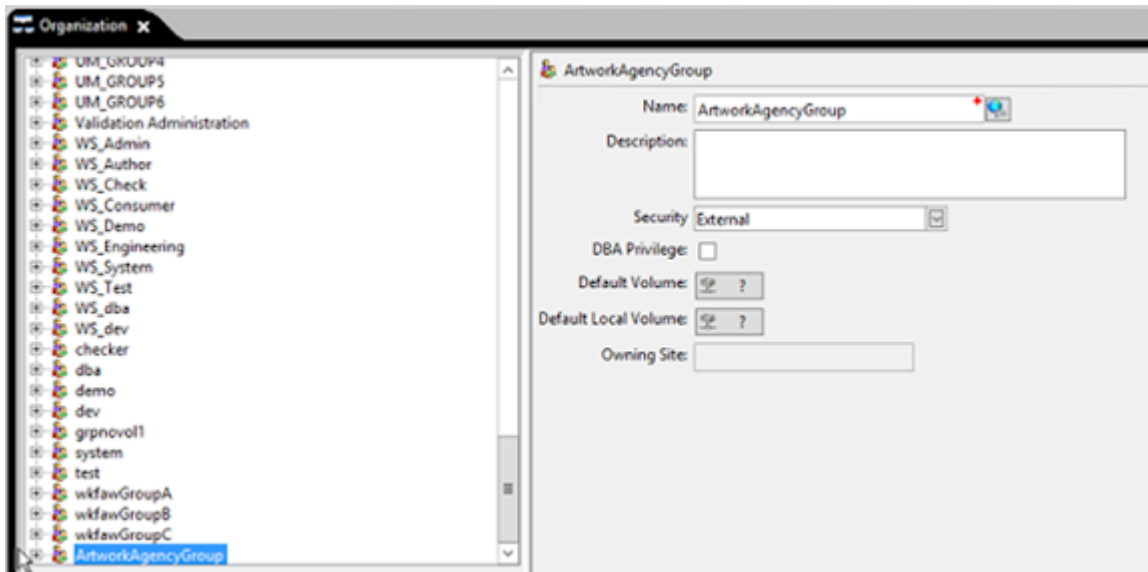 Organization
UM_GROUP4
UM_GROUP5
UM_GROUP6
Validation Administration
WS_Admin
WS_Author
WS_Check
WS_Consumer
WS_Demo
WS_Engineering
WS_System
WS_Test
WS_dba
WS_dev
checker
dba
demo
dev
grpnovol1
system
test
wkfawGroupA
wkfawGroupB
wkfawGroupC
ArtworkAgencyGroup
ArtworkAgencyGroup
Name: ArtworkAgencyGroup *
Description:
Security External
DBA Privilege:
Default Volume: ?
Default Local Volume: ?
Owning Site: